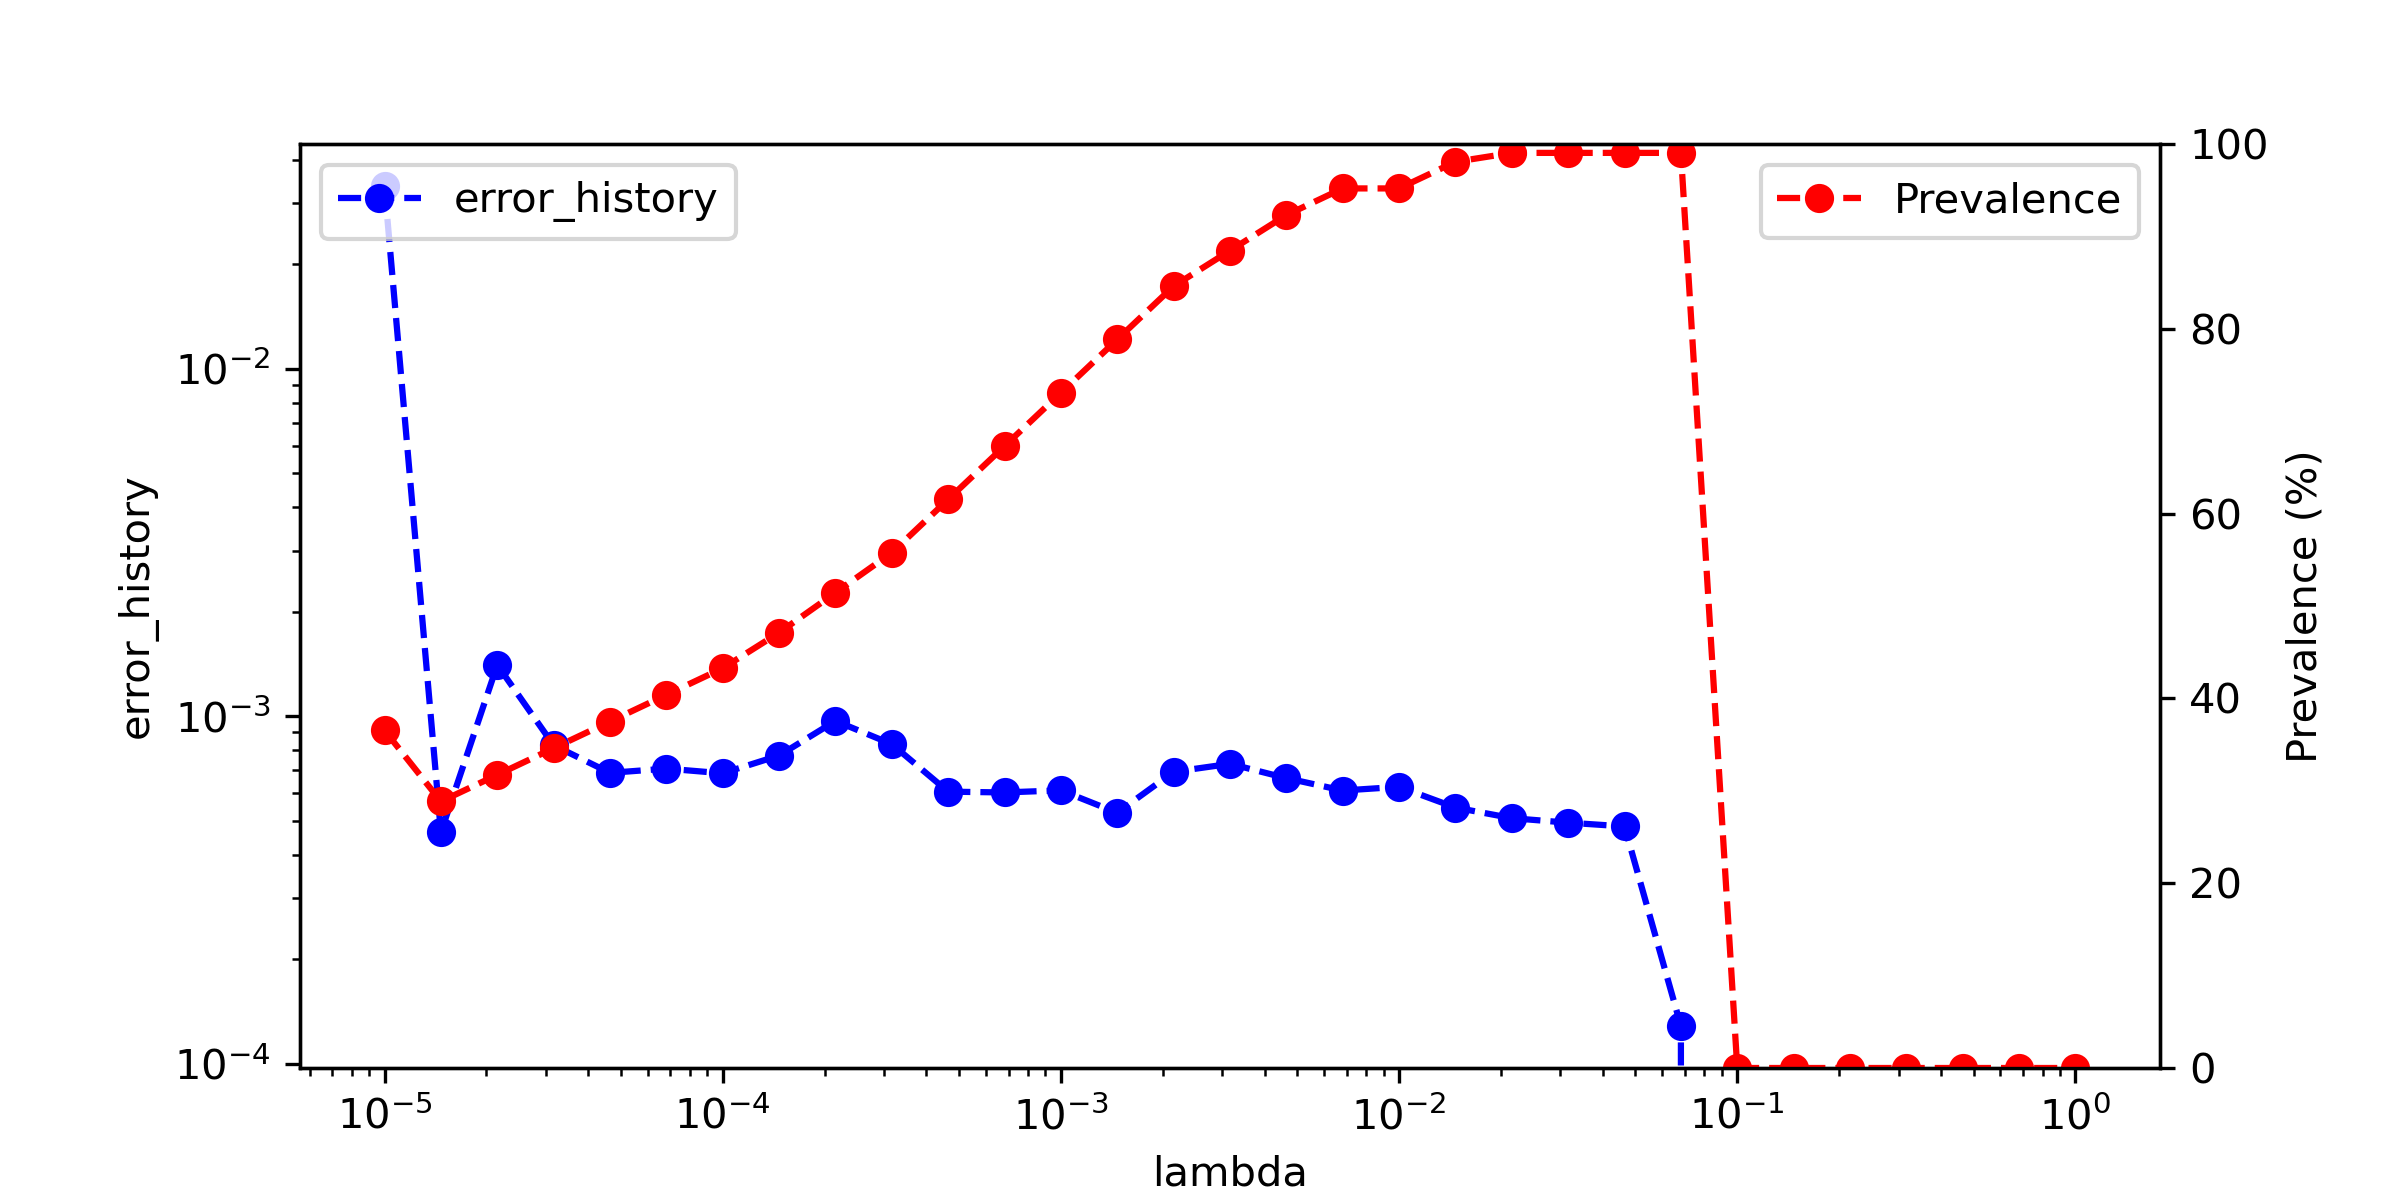 error_history
Prevalence
10⁻²
10⁻³
10⁻⁴
error_history
100
80
60
40
20
0
Prevalence (%)
10⁻⁵ 10⁻⁴ 10⁻³ 10⁻² 10⁻¹ 10⁰
lambda